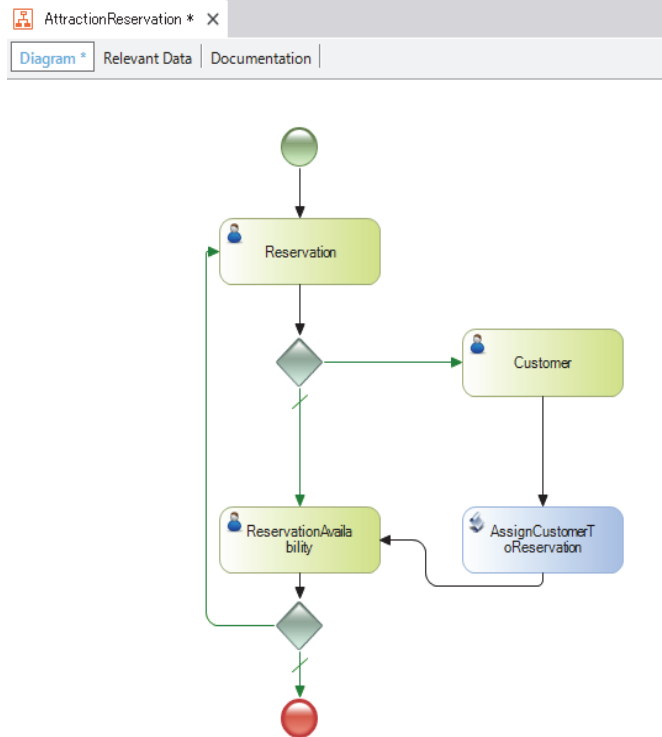 AttractionReservation *
Diagram * Relevant Data Documentation
Reservation
Customer
ReservationAvaila
bility
AssignCustomerT
oReservation